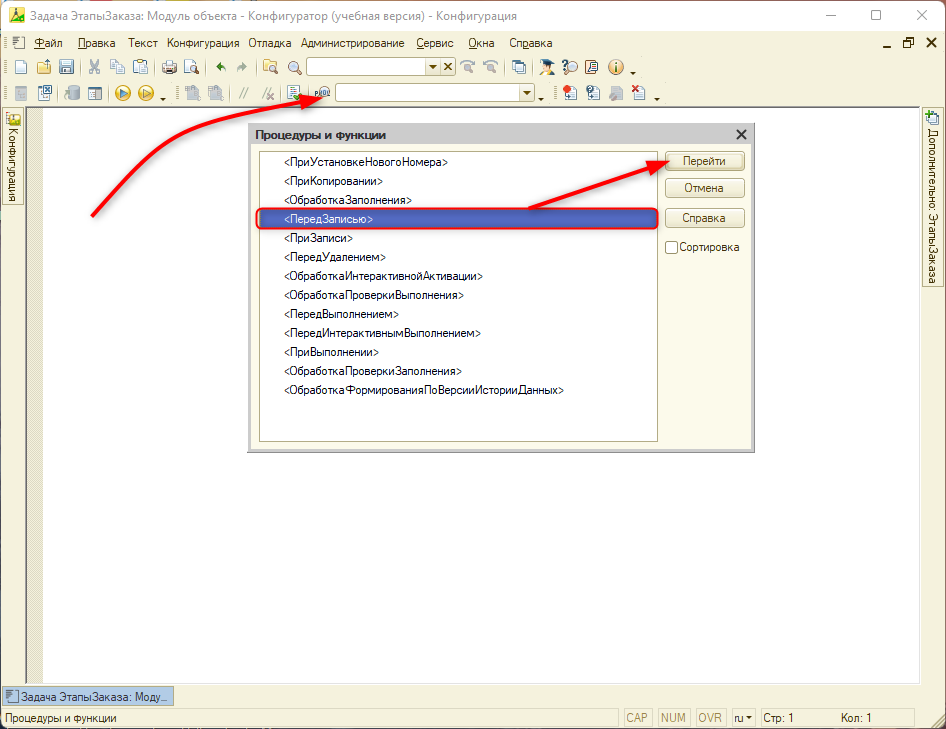 Задача ЭтапыЗаказа: Модуль объекта - Конфигуратор (учебная версия) - Конфигурация
Файл Правка Текст Конфигурация Отладка Администрирование Сервис Окна Справка
Конфигурация
Дополнительно: ЭтапыЗаказа
Процедуры и функции
<ПриУстановкеНовогоНомера>
<ПриКопировании>
<ОбработкаЗаполнения>
<ПередЗаписью>
<ПриЗаписи>
<ПередУдалением>
<ОбработкаИнтерактивнойАктивации>
<ОбработкаПроверкиВыполнения>
<ПередВыполнением>
<ПередИнтерактивнымВыполнением>
<ПриВыполнении>
<ОбработкаПроверкиЗаполнения>
<ОбработкаФормированияПоВерсииИсторииДанных>
Перейти
Отмена
Справка
Сортировка
Задача ЭтапыЗаказа: Моду...
Процедуры и функции CAP NUM OVR ru Стр: 1 Кол: 1